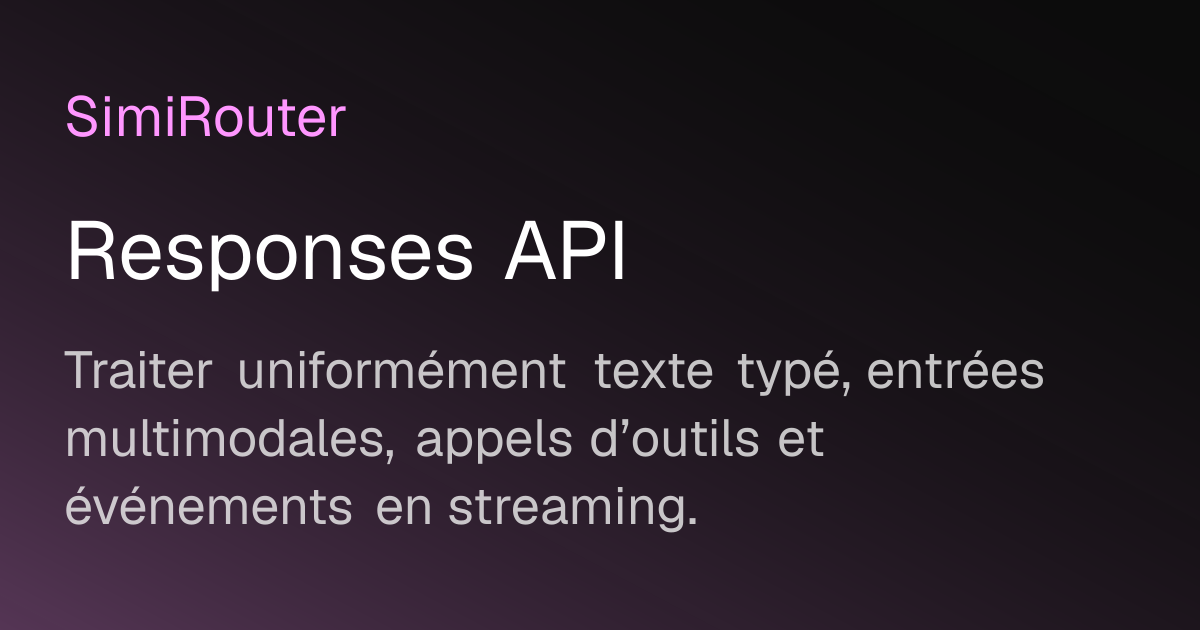 SimiRouter
Responses API
Traiter uniformément texte typé, entrées
multimodales, appels d’outils et
événements en streaming.